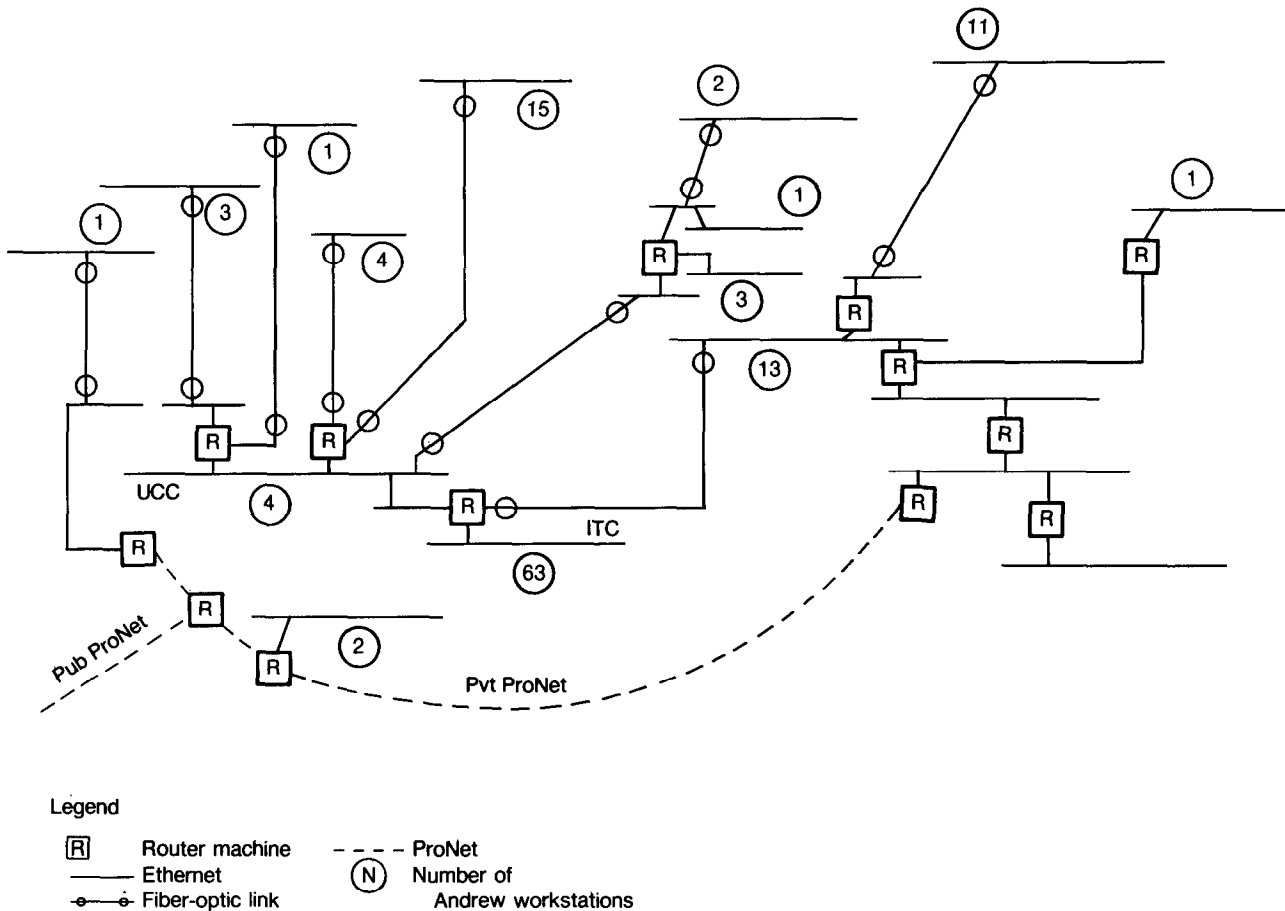 11
2
15
1
1
1
3
1
4
R
R
3
R
13
R
R
R
R
UCC
4
R
R
ITC
R
R
63
R
Pub ProNet
2
R
Pvt ProNet
Legend
R Router machine
Ethernet
Fiber-optic link
ProNet
N Number of
Andrew workstations